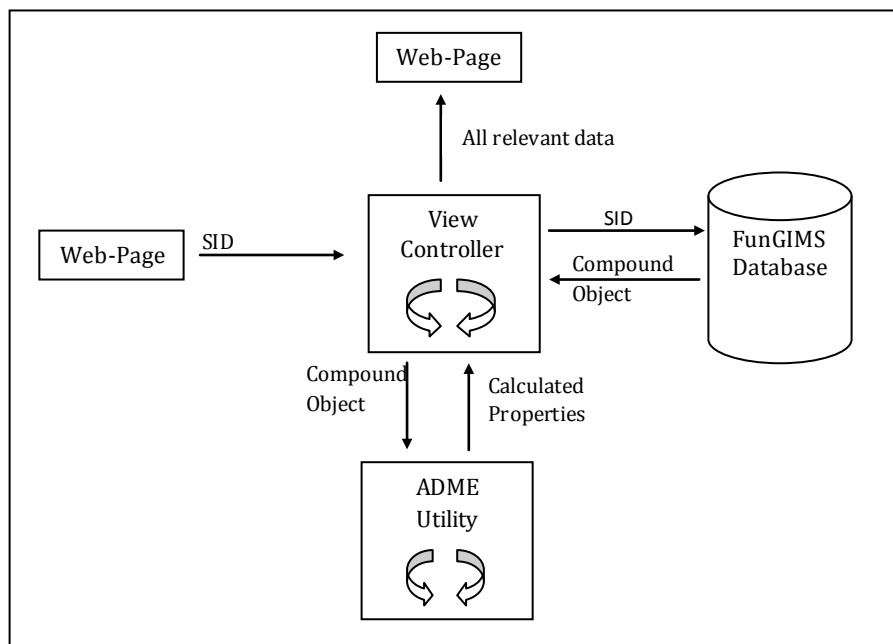 Web-Page
All relevant data
Web-Page
SID
View
Controller
SID
Compound
Object
FunGIMS
Database
Compound
Object
Calculated
Properties
ADME
Utility